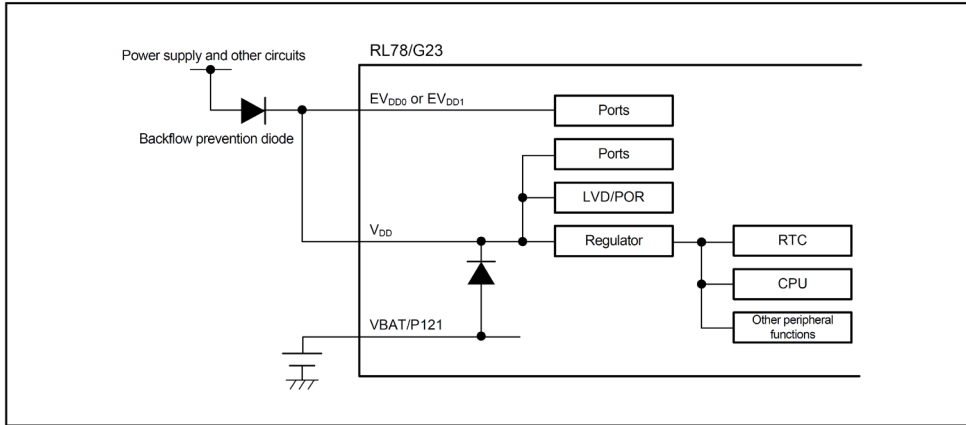 RL78/G23
Power supply and other circuits
EVDD0 or EVDD1
Ports
Backflow prevention diode
Ports
LVD/POR
VDD
Regulator
RTC
CPU
VBAT/P121
Other peripheral
functions